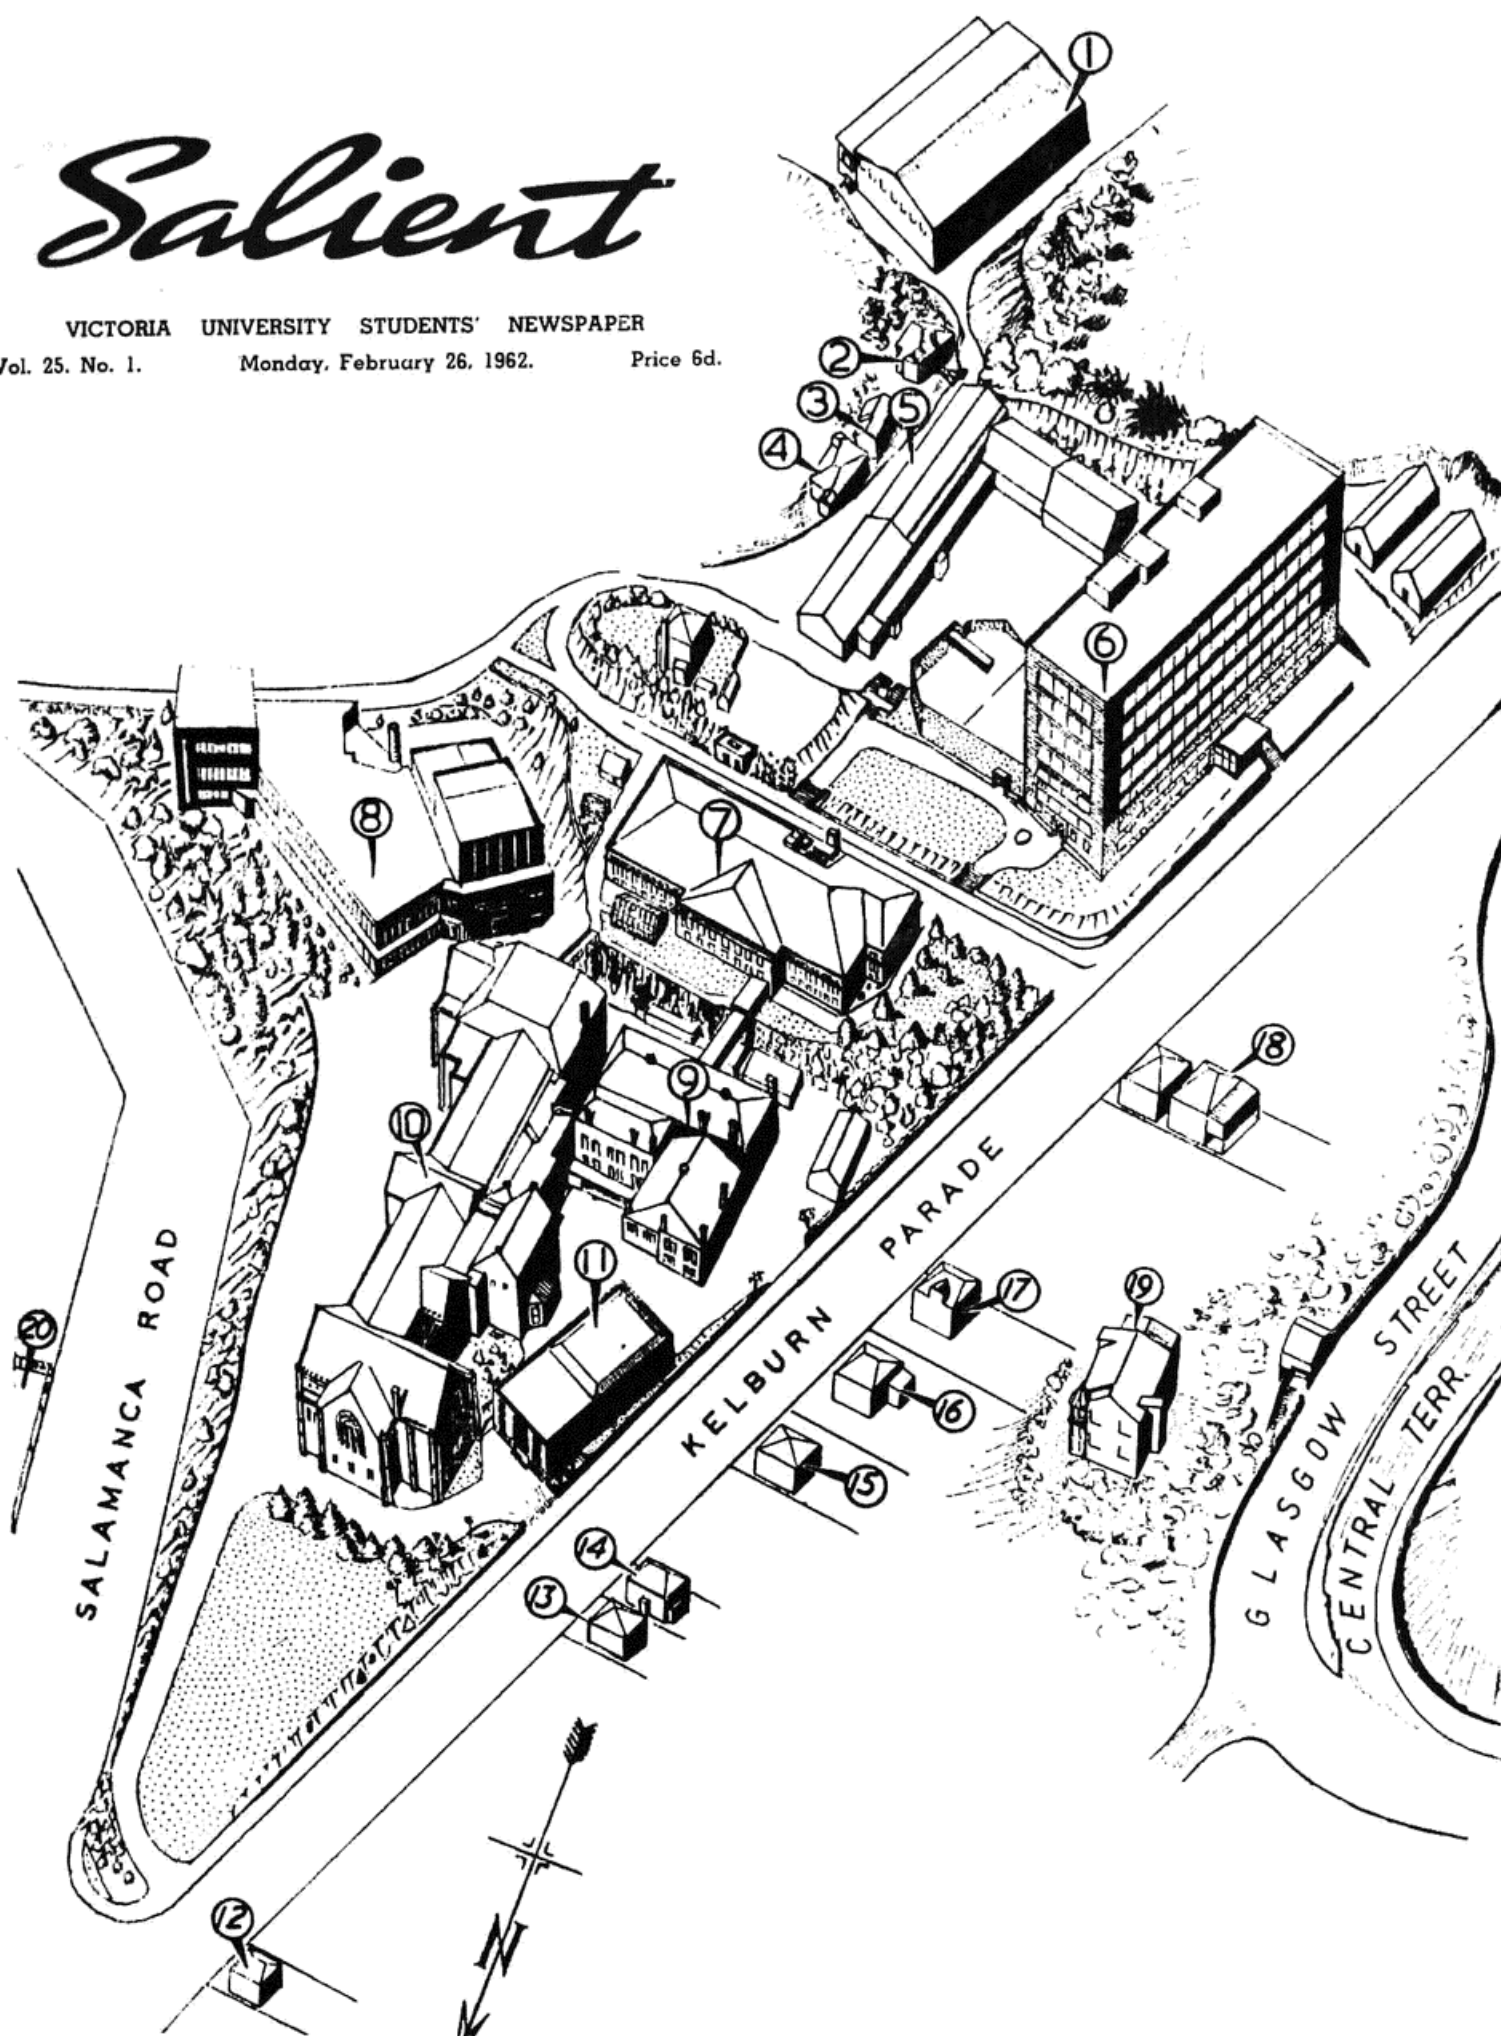 Salient
VICTORIA UNIVERSITY STUDENTS' NEWSPAPER
Vol. 25. No. 1. Monday, February 26, 1962. Price 6d.
1
2
3
5
4
6
8
7
18
9
10
PARADE
11
17
19
STREET
SALAMANCA ROAD
20
KELBURN
16
GLASGOW
CENTRAL TERR.
15
14
13
12
N